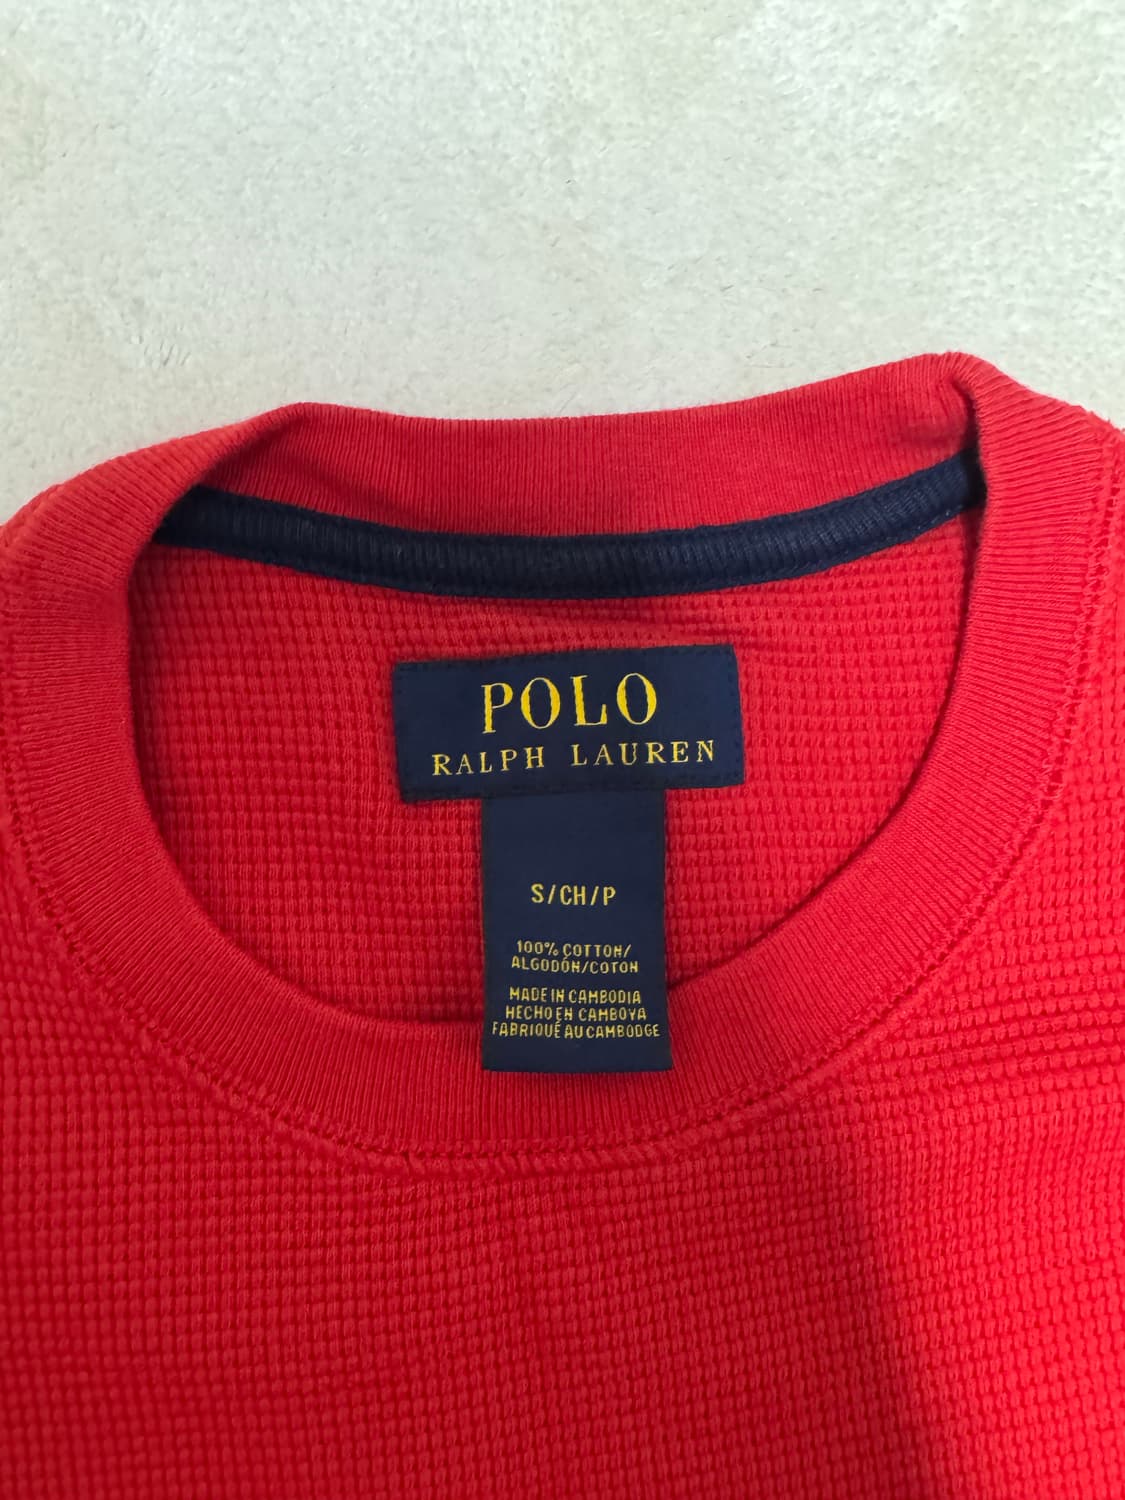 POLO
RALPH LAUREN
S/CH/P
100% COTTON/
ALGODÓN/COTON
MADE IN CAMBODIA
HECHO EN CAMBOYA
FABRIQUÉ AU CAMBODGE